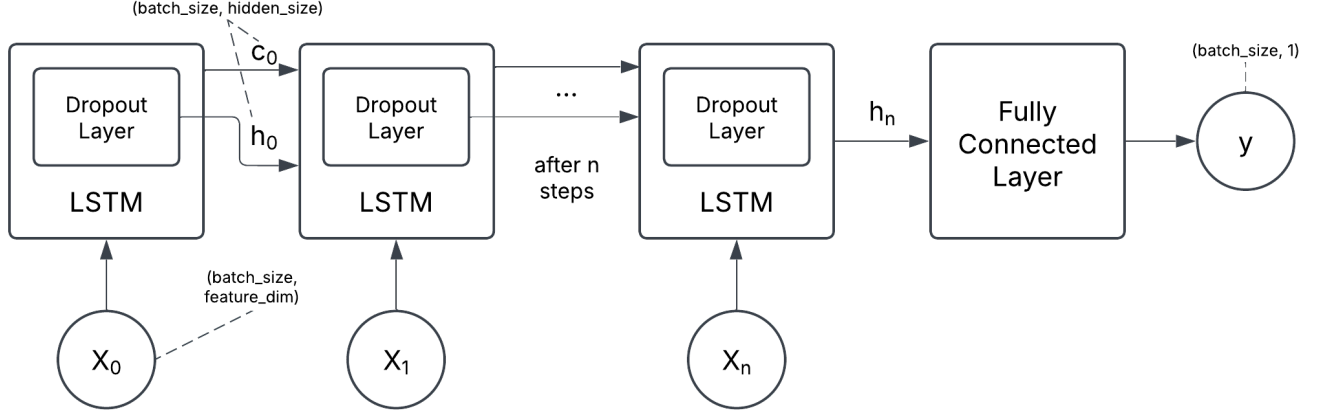 (batch_size, hidden_size)
c0
h0
Dropout
Layer
LSTM
Dropout
Layer
LSTM
...
after n
steps
Dropout
Layer
LSTM
hn
Fully
Connected
Layer
(batch_size, 1)
y
(batch_size,
feature_dim)
X0
X1
Xn